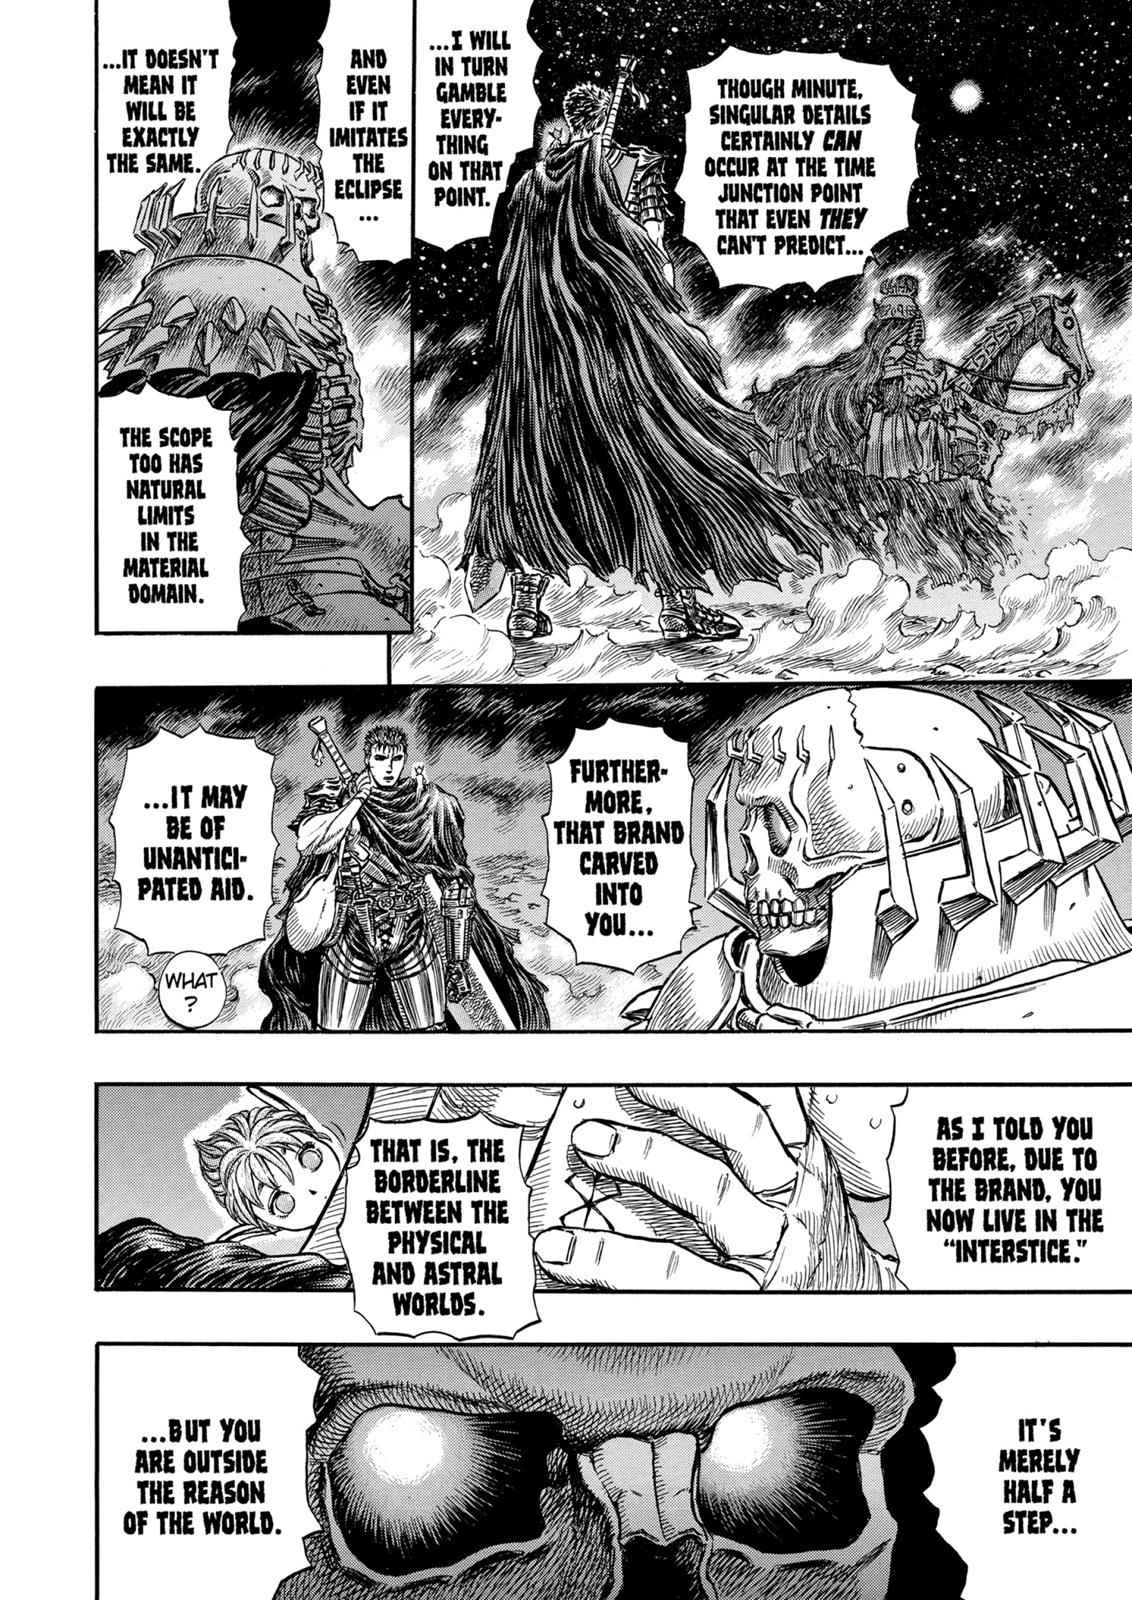 THOUGH MINUTE,
SINGULAR DETAILS
CERTAINLY CAN
OCCUR AT THE TIME
JUNCTION POINT
THAT EVEN THEY
CAN'T PREDICT...
...I WILL
IN TURN
GAMBLE
EVERY-
THING
ON THAT
POINT.
AND
EVEN
IF IT
IMITATES
THE
ECLIPSE
...
...IT DOESN'T
MEAN IT
WILL BE
EXACTLY
THE SAME.
THE SCOPE
TOO HAS
NATURAL
LIMITS
IN THE
MATERIAL
DOMAIN.
FURTHER-
MORE,
THAT BRAND
CARVED
INTO
YOU...
...IT MAY
BE OF
UNANTICI-
PATED AID.
WHAT
?
AS I TOLD YOU
BEFORE, DUE TO
THE BRAND, YOU
NOW LIVE IN THE
"INTERSTICE."
THAT IS, THE
BORDERLINE
BETWEEN THE
PHYSICAL
AND ASTRAL
WORLDS.
IT'S
MERELY
HALF A
STEP...
...BUT YOU
ARE OUTSIDE
THE REASON
OF THE WORLD.